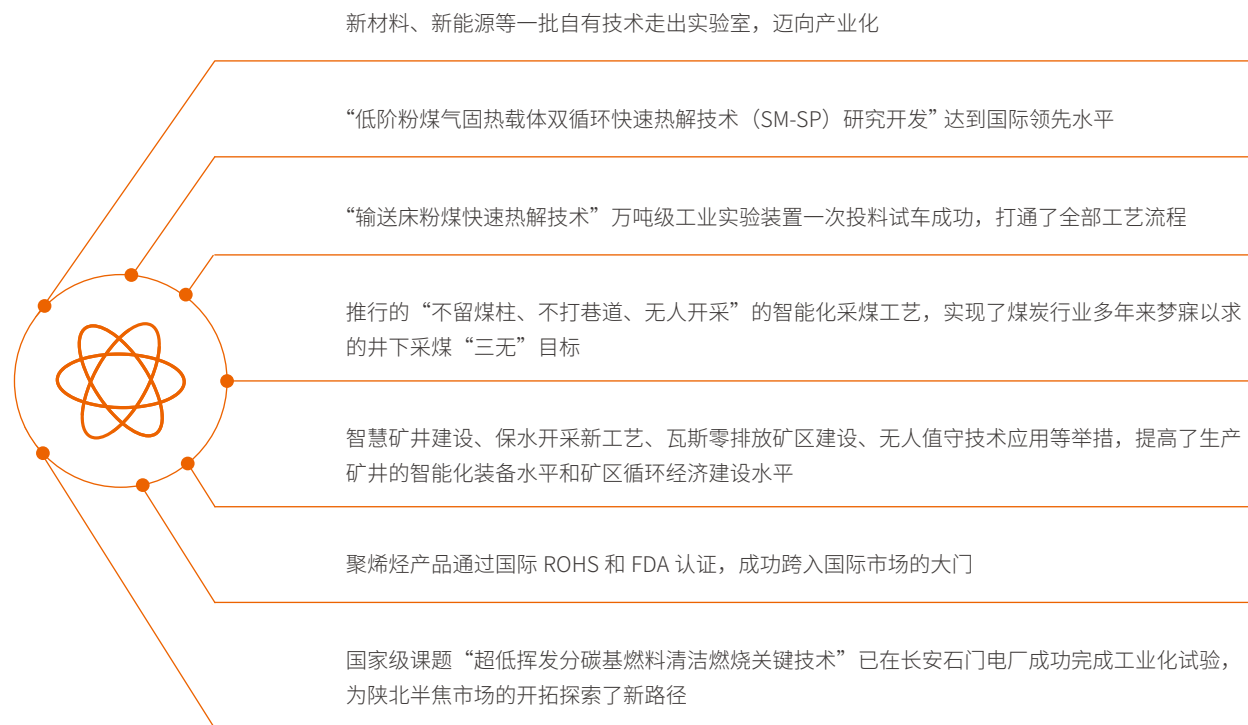 新材料、新能源等一批自有技术走出实验室，迈向产业化
“低阶粉煤气固热载体双循环快速热解技术（SM-SP）研究开发” 达到国际领先水平
“输送床粉煤快速热解技术”万吨级工业实验装置一次投料试车成功，打通了全部工艺流程
推行的“不留煤柱、不打巷道、无人开采”的智能化采煤工艺，实现了煤炭行业多年来梦寐以求
的井下采煤“三无”目标
智慧矿井建设、保水开采新工艺、瓦斯零排放矿区建设、无人值守技术应用等举措，提高了生产
矿井的智能化装备水平和矿区循环经济建设水平
聚烯烃产品通过国际 ROHS 和 FDA 认证，成功跨入国际市场的大门
国家级课题“超低挥发分碳基燃料清洁燃烧关键技术”已在长安石门电厂成功完成工业化试验，
为陕北半焦市场的开拓探索了新路径